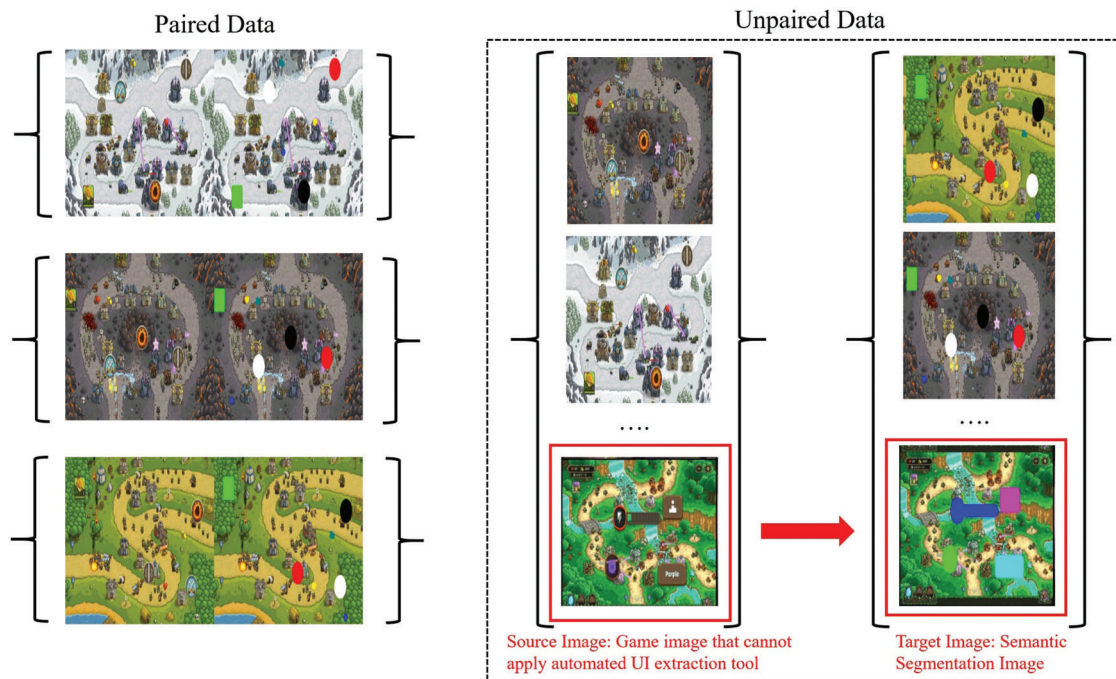 Paired Data
Unpaired Data
....
....
Purple
Source Image: Game image that cannot
apply automated UI extraction tool
Target Image: Semantic
Segmentation Image